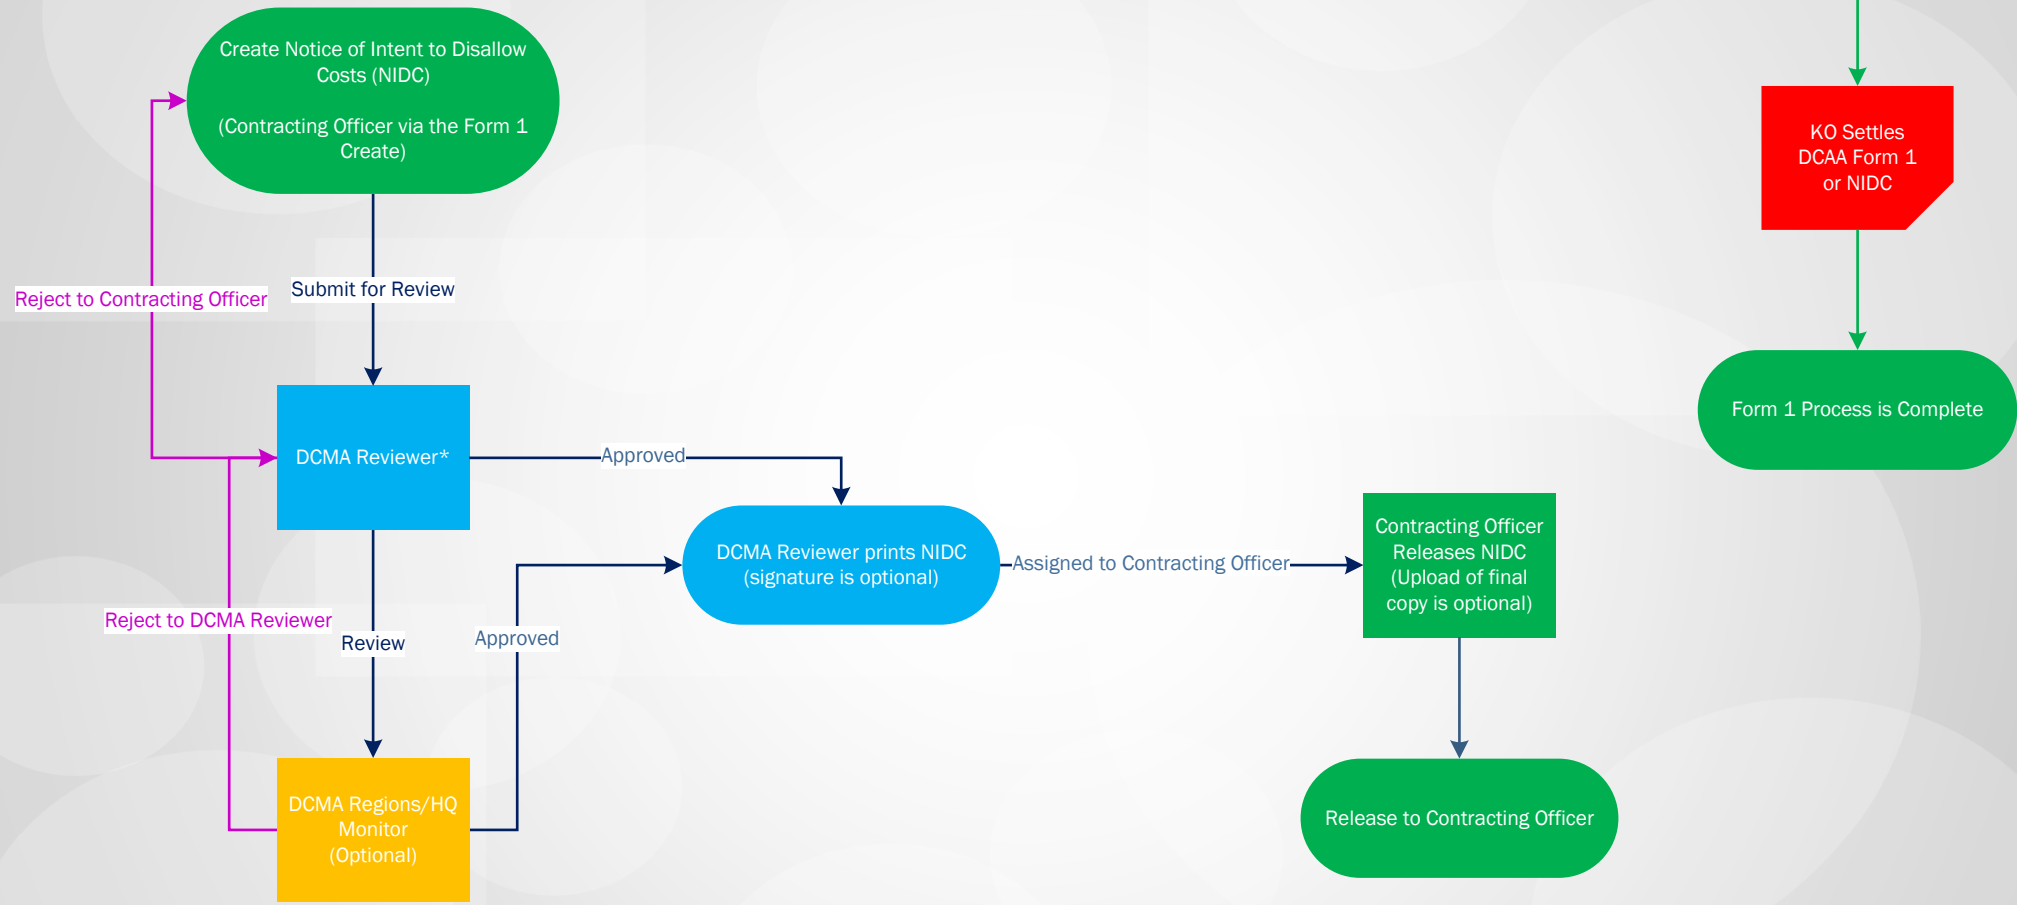 Create Notice of Intent to Disallow
Costs (NIDC)
(Contracting Officer via the Form 1
Create)
KO Settles
DCAA Form 1
or NIDC
Reject to Contracting Officer
Submit for Review
Form 1 Process is Complete
DCMA Reviewer*
Approved
DCMA Reviewer prints NIDC
(signature is optional)
Assigned to Contracting Officer
Contracting Officer
Releases NIDC
(Upload of final
copy is optional)
Reject to DCMA Reviewer
Review
Approved
DCMA Regions/HQ
Monitor
(Optional)
Release to Contracting Officer